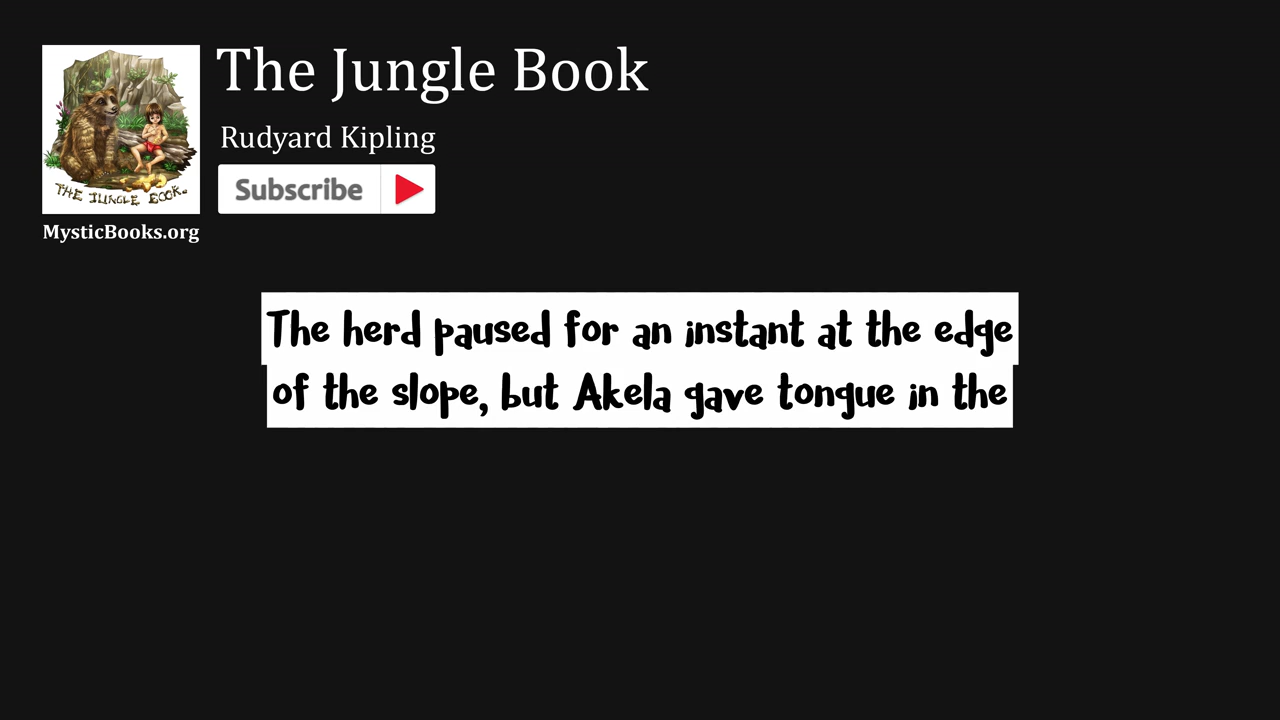 The Jungle Book
Rudyard Kipling
Subscribe
THE JUNGLE BOOK.
MysticBooks.org
The herd paused for an instant at the edge
of the slope, but Akela gave tongue in the